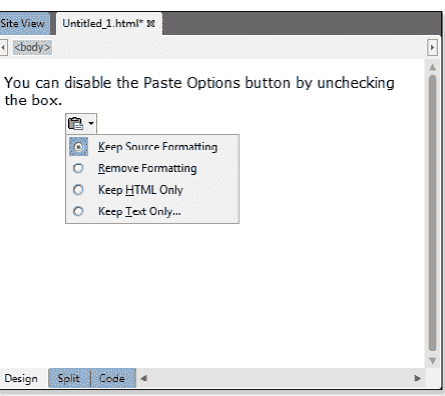 Site View Untitled_1.html*
<body>
You can disable the Paste Options button by unchecking
the box.
Keep Source Formatting
Remove Formatting
Keep HTML Only
Keep Text Only...
Design Split Code